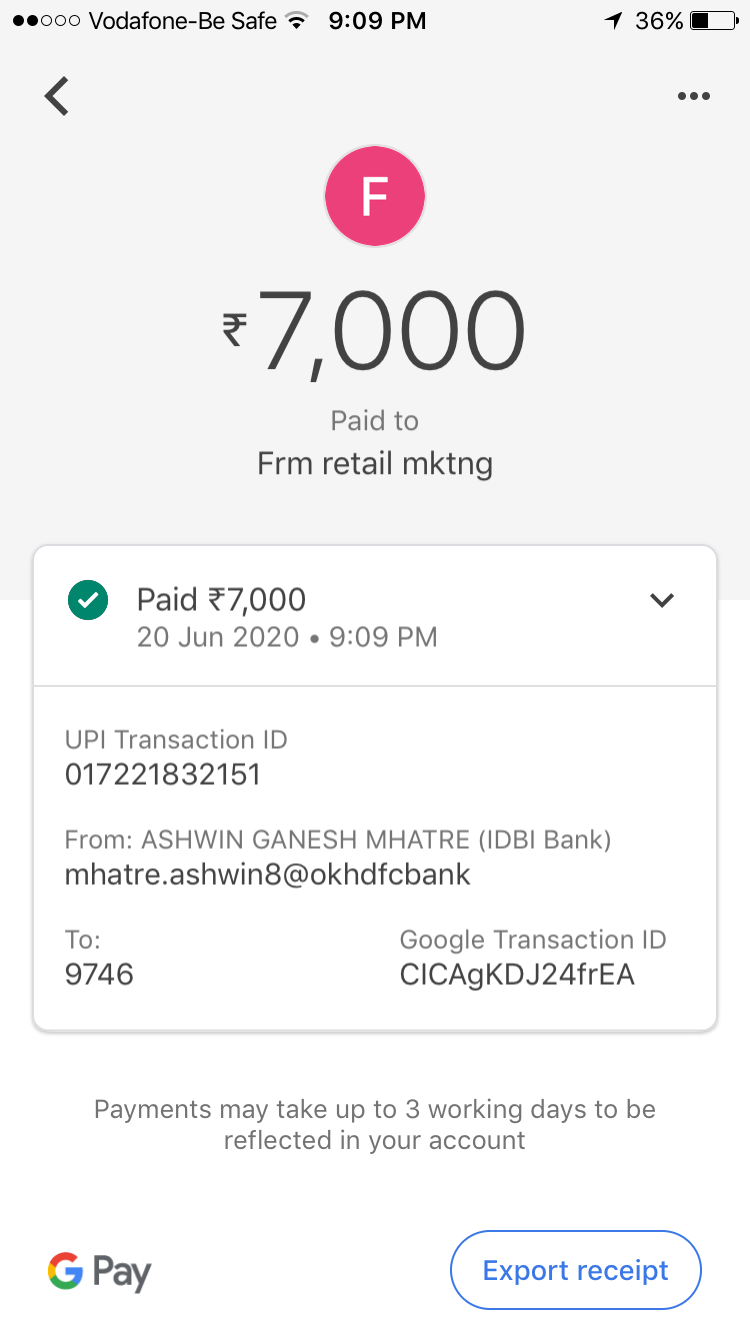 Vodafone-Be Safe 9:09 PM 36%
F
₹7,000
Paid to
Frm retail mktng
Paid ₹7,000
20 Jun 2020 • 9:09 PM
UPI Transaction ID
017221832151
From: ASHWIN GANESH MHATRE (IDBI Bank)
mhatre.ashwin8@okhdfcbank
To: Google Transaction ID
9746 CICAgKDJ24frEA
Payments may take up to 3 working days to be
reflected in your account
G Pay Export receipt